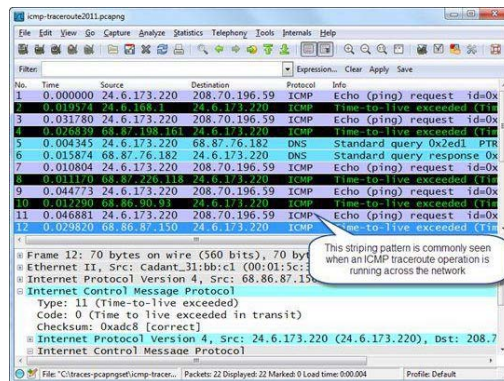 icmp-traceroute2011.pcapng
File Edit View Go Capture Analyze Statistics Telephony Tools Internals Help
Filter: Expression... Clear Apply Save
No. Time Source Destination Protocol Info
1 0.000000 24.6.173.220 208.70.196.59 ICMP Echo (ping) request id=0x
2 0.019574 24.6.168.1 24.6.173.220 ICMP Time-to-live exceeded (Tim
3 0.031780 24.6.173.220 208.70.196.59 ICMP Echo (ping) request id=0x
4 0.026839 68.87.198.161 24.6.173.220 ICMP Time-to-live exceeded (Tim
5 0.004345 24.6.173.220 68.87.76.182 DNS Standard query 0x2ed1 PTR
6 0.015874 68.87.76.182 24.6.173.220 DNS Standard query response 0x
7 0.010804 24.6.173.220 208.70.196.59 ICMP Echo (ping) request id=0x
8 0.011170 68.87.226.118 24.6.173.220 ICMP Time-to-live exceeded (Tim
9 0.044773 24.6.173.220 208.70.196.59 ICMP Echo (ping) request id=0x
10 0.012290 68.86.90.93 24.6.173.220 ICMP Time-to-live exceeded (Tim
11 0.046881 24.6.173.220 208.70.196.59 ICMP Echo (ping) request id=0x
12 0.029820 68.86.87.150 24.6.173.220 ICMP Time-to-live exceeded (Tim
This striping pattern is commonly seen
when an ICMP traceroute operation is
running across the network
Frame 12: 70 bytes on wire (560 bits), 70 byt
Ethernet II, Src: Cadant_31:bb:c1 (00:01:5c:3
Internet Protocol Version 4, Src: 68.86.87.15
Internet Control Message Protocol
Type: 11 (Time-to-live exceeded)
Code: 0 (Time to live exceeded in transit)
Checksum: 0xadc8 [correct]
Internet Protocol Version 4, Src: 24.6.173.220 (24.6.173.220), Dst: 208.7
Internet Control Message Protocol
File: "C:\traces-pcapngset\icmp-tracer... Packets: 22 Displayed: 22 Marked: 0 Load time: 0:00.004 Profile: Default